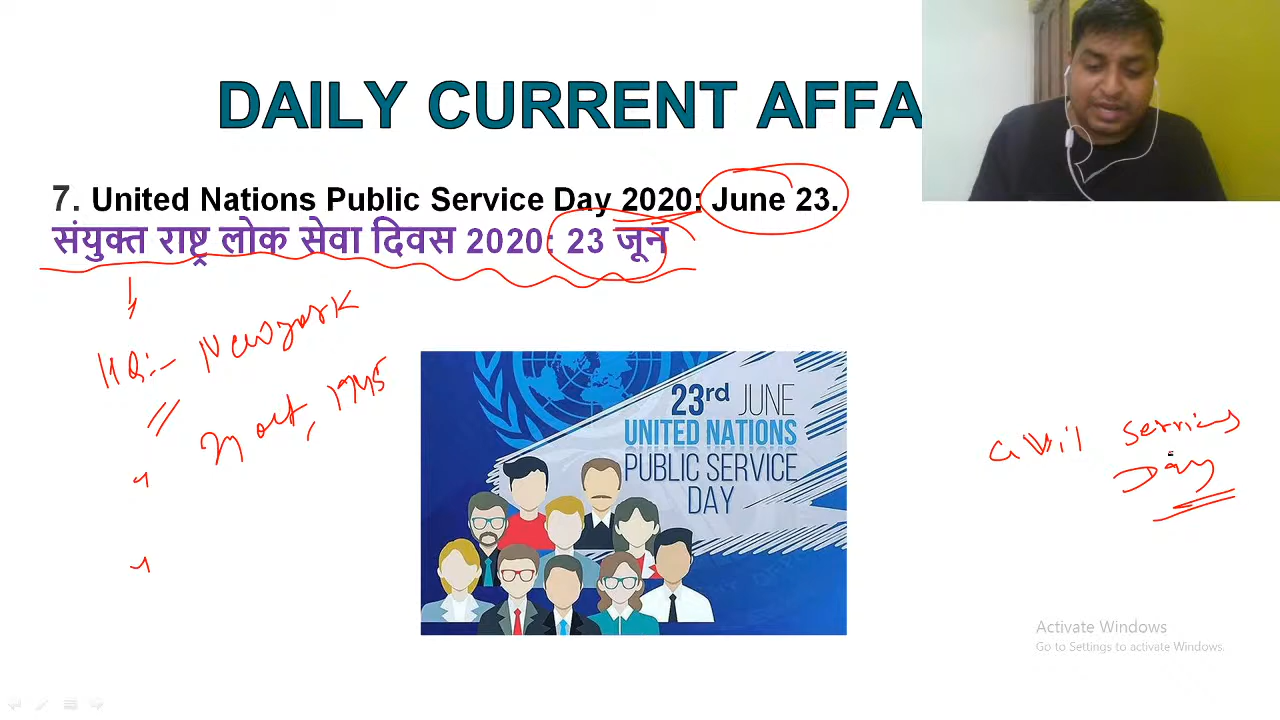 DAILY CURRENT AFFA
7. United Nations Public Service Day 2020: June 23.
संयुक्त राष्ट्र लोक सेवा दिवस 2020: 23 जून
HQ:- Newyork
oct, 1945
23rd JUNE
UNITED NATIONS
PUBLIC SERVICE
DAY
civil services
Day
Activate Windows
Go to Settings to activate Windows.